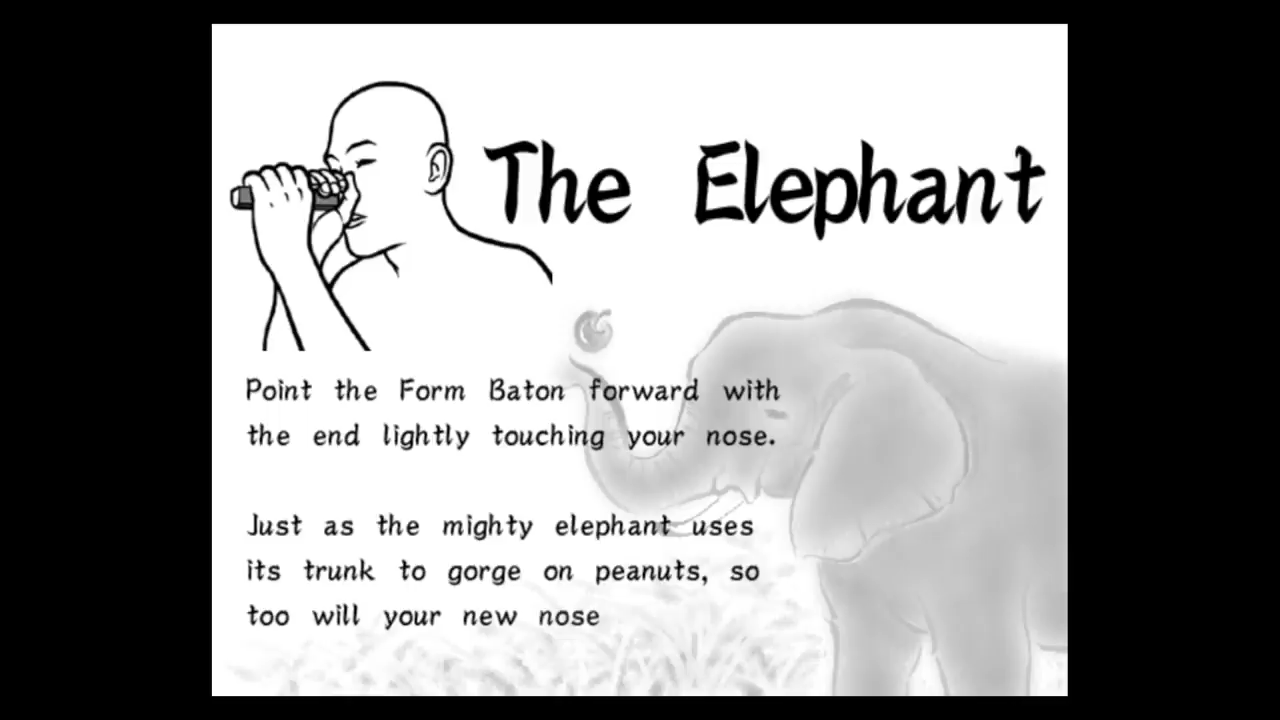 The Elephant
Point the Form Baton forward with
the end lightly touching your nose.
Just as the mighty elephant uses
its trunk to gorge on peanuts, so
too will your new nose